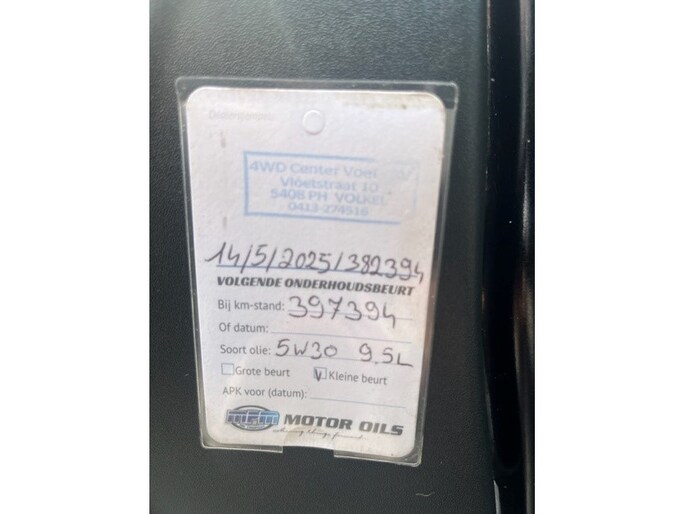 4WD Center Voel
Vloetstraat 10
5408 PH VOLKEL
0413-274516
14/5/2025/382394
VOLGENDE ONDERHOUDSBEURT
Bij km-stand: 397394
Of datum:
Soort olie: 5W30 9.5L
Grote beurt V Kleine beurt
APK voor (datum):
MOTOR OILS